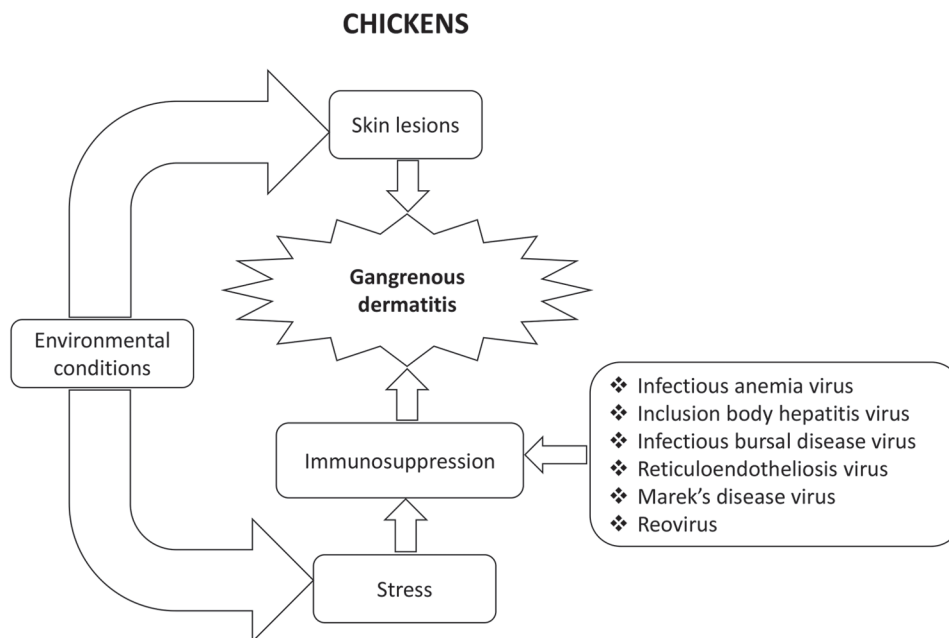 CHICKENS
Skin lesions
Gangrenous
dermatitis
Environmental
conditions
❖ Infectious anemia virus
❖ Inclusion body hepatitis virus
❖ Infectious bursal disease virus
❖ Reticuloendotheliosis virus
❖ Marek’s disease virus
❖ Reovirus
Immunosuppression
Stress